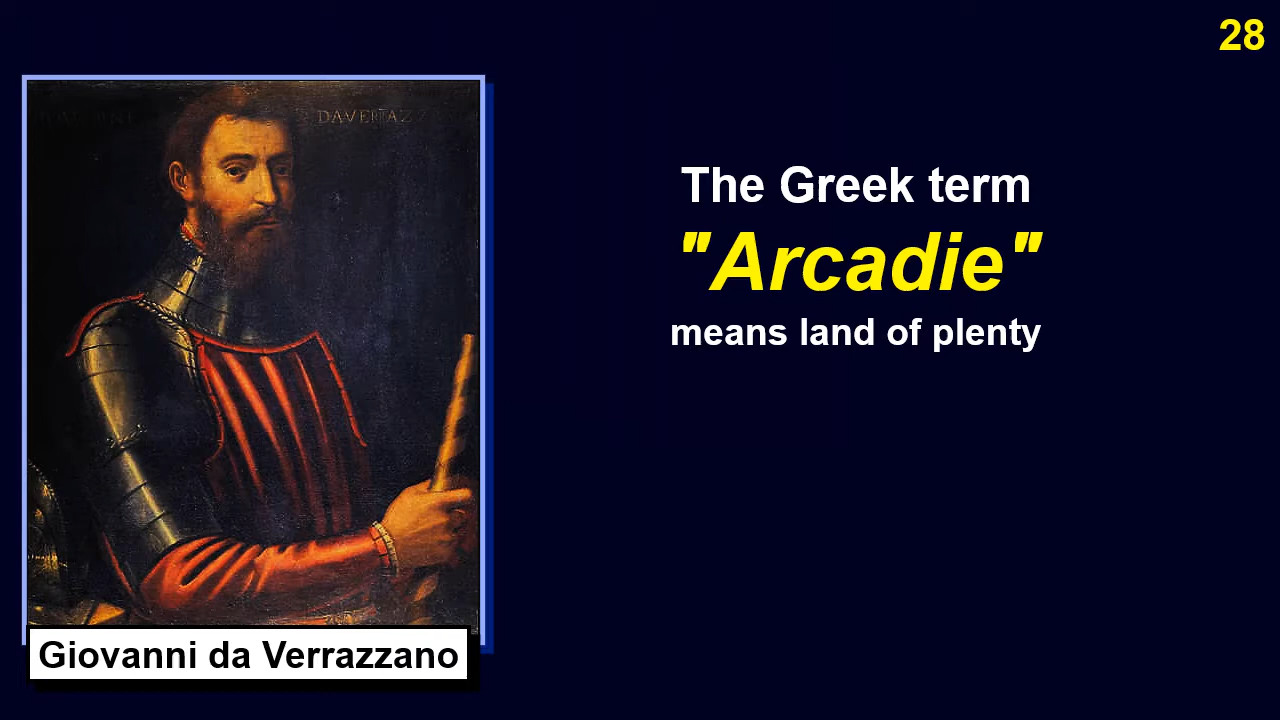 28
The Greek term
"Arcadie"
means land of plenty
Giovanni da Verrazzano